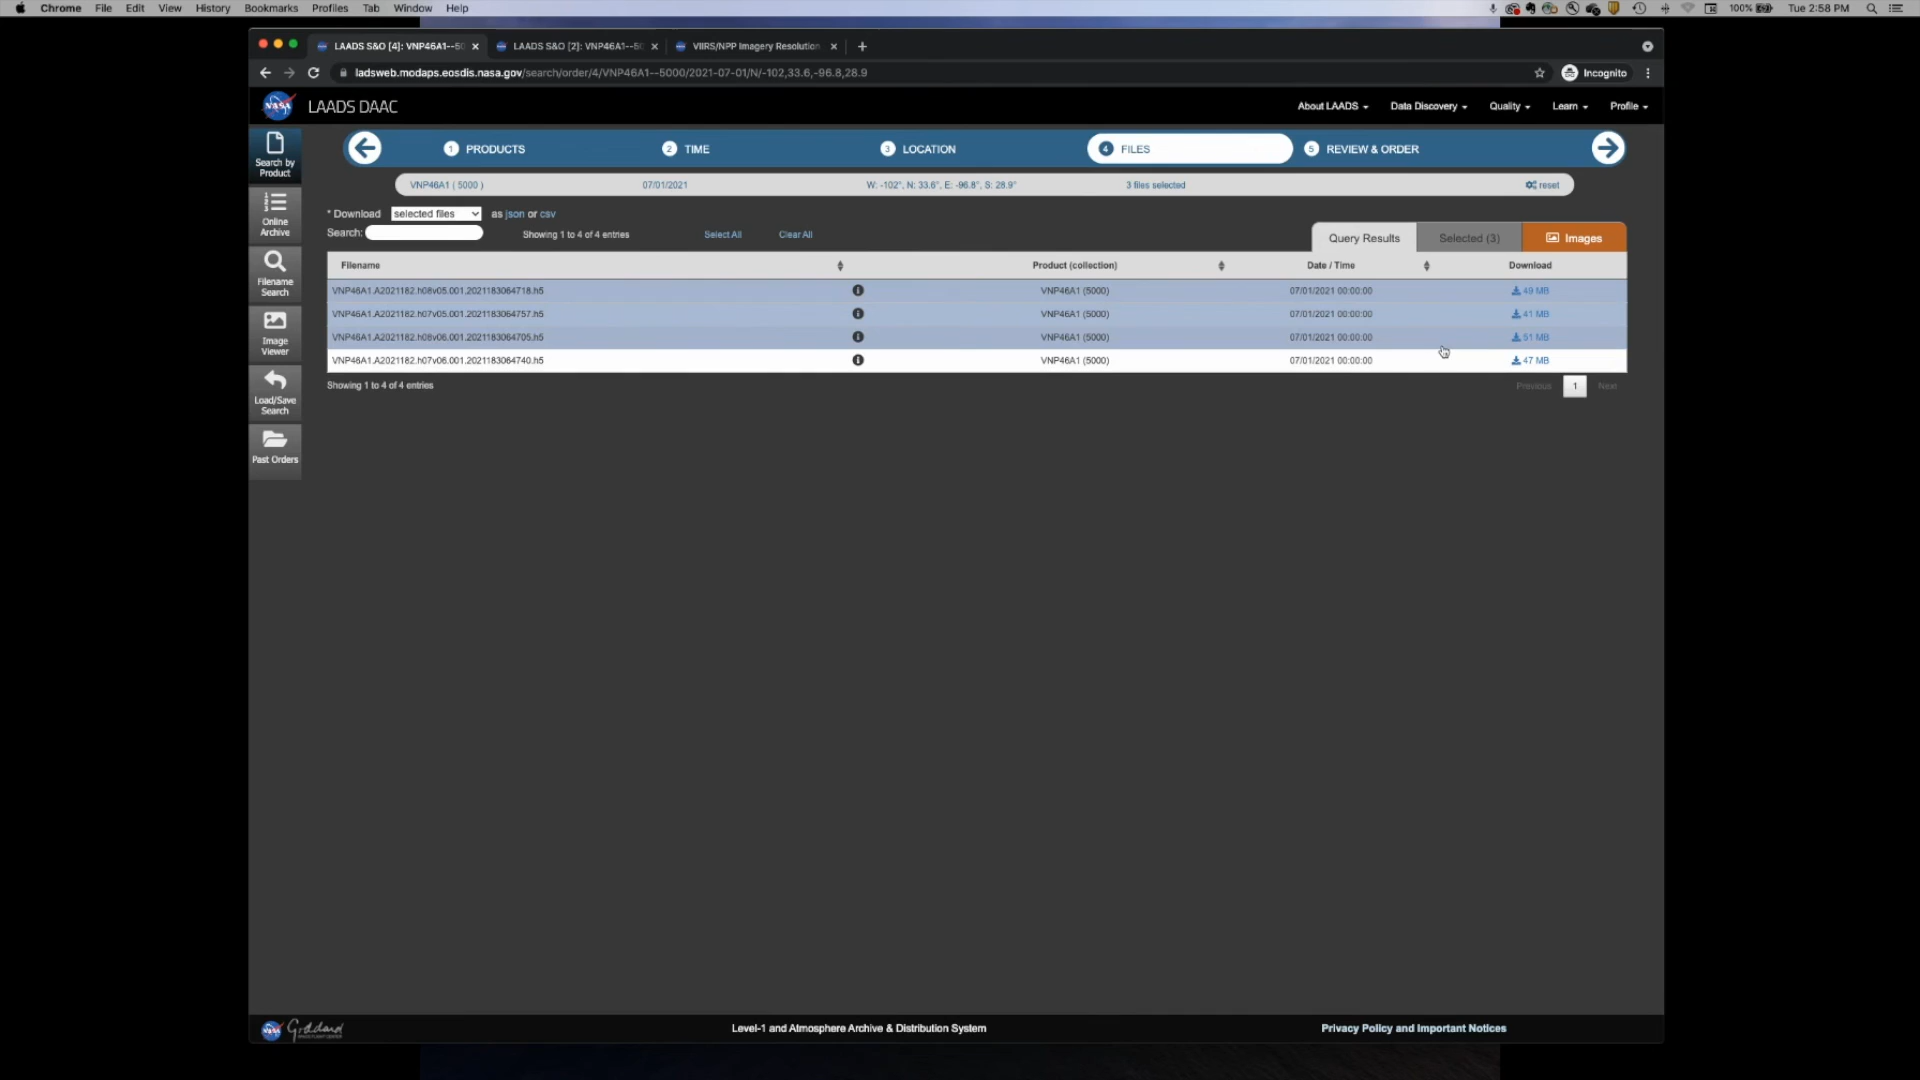 Chrome File Edit View History Bookmarks Profiles Tab Window Help 100% Tue 2:58 PM
LAADS S&O [4]: VNP46A1--50 LAADS S&O [2]: VNP46A1--5 VIIRS/NPP Imagery Resolution
ladsweb.modaps.eosdis.nasa.gov/search/order/4/VNP46A1--5000/2021-07-01/N/-102,33.6,-96.8,28.9 Incognito
NASA LAADS DAAC About LAADS Data Discovery Quality Learn Profile
Search by
Product
1 PRODUCTS 2 TIME 3 LOCATION 4 FILES 5 REVIEW & ORDER
VNP46A1 ( 5000 ) 07/01/2021 W: -102°, N: 33.6°, E: -96.8°, S: 28.9° 3 files selected reset
Online
Archive
* Download selected files as json or csv
Search: Showing 1 to 4 of 4 entries Select All Clear All
Query Results Selected (3) Images
Filename Product (collection) Date / Time Download
VNP46A1.A2021182.h08v05.001.2021183064718.h5 VNP46A1 (5000) 07/01/2021 00:00:00 49 MB
VNP46A1.A2021182.h07v05.001.2021183064757.h5 VNP46A1 (5000) 07/01/2021 00:00:00 41 MB
VNP46A1.A2021182.h08v06.001.2021183064705.h5 VNP46A1 (5000) 07/01/2021 00:00:00 51 MB
VNP46A1.A2021182.h07v06.001.2021183064740.h5 VNP46A1 (5000) 07/01/2021 00:00:00 47 MB
Showing 1 to 4 of 4 entries Previous 1 Next
Filename
Search
Image
Viewer
Load/Save
Search
Past Orders
NASA Goddard
SPACE FLIGHT CENTER
Level-1 and Atmosphere Archive & Distribution System
Privacy Policy and Important Notices